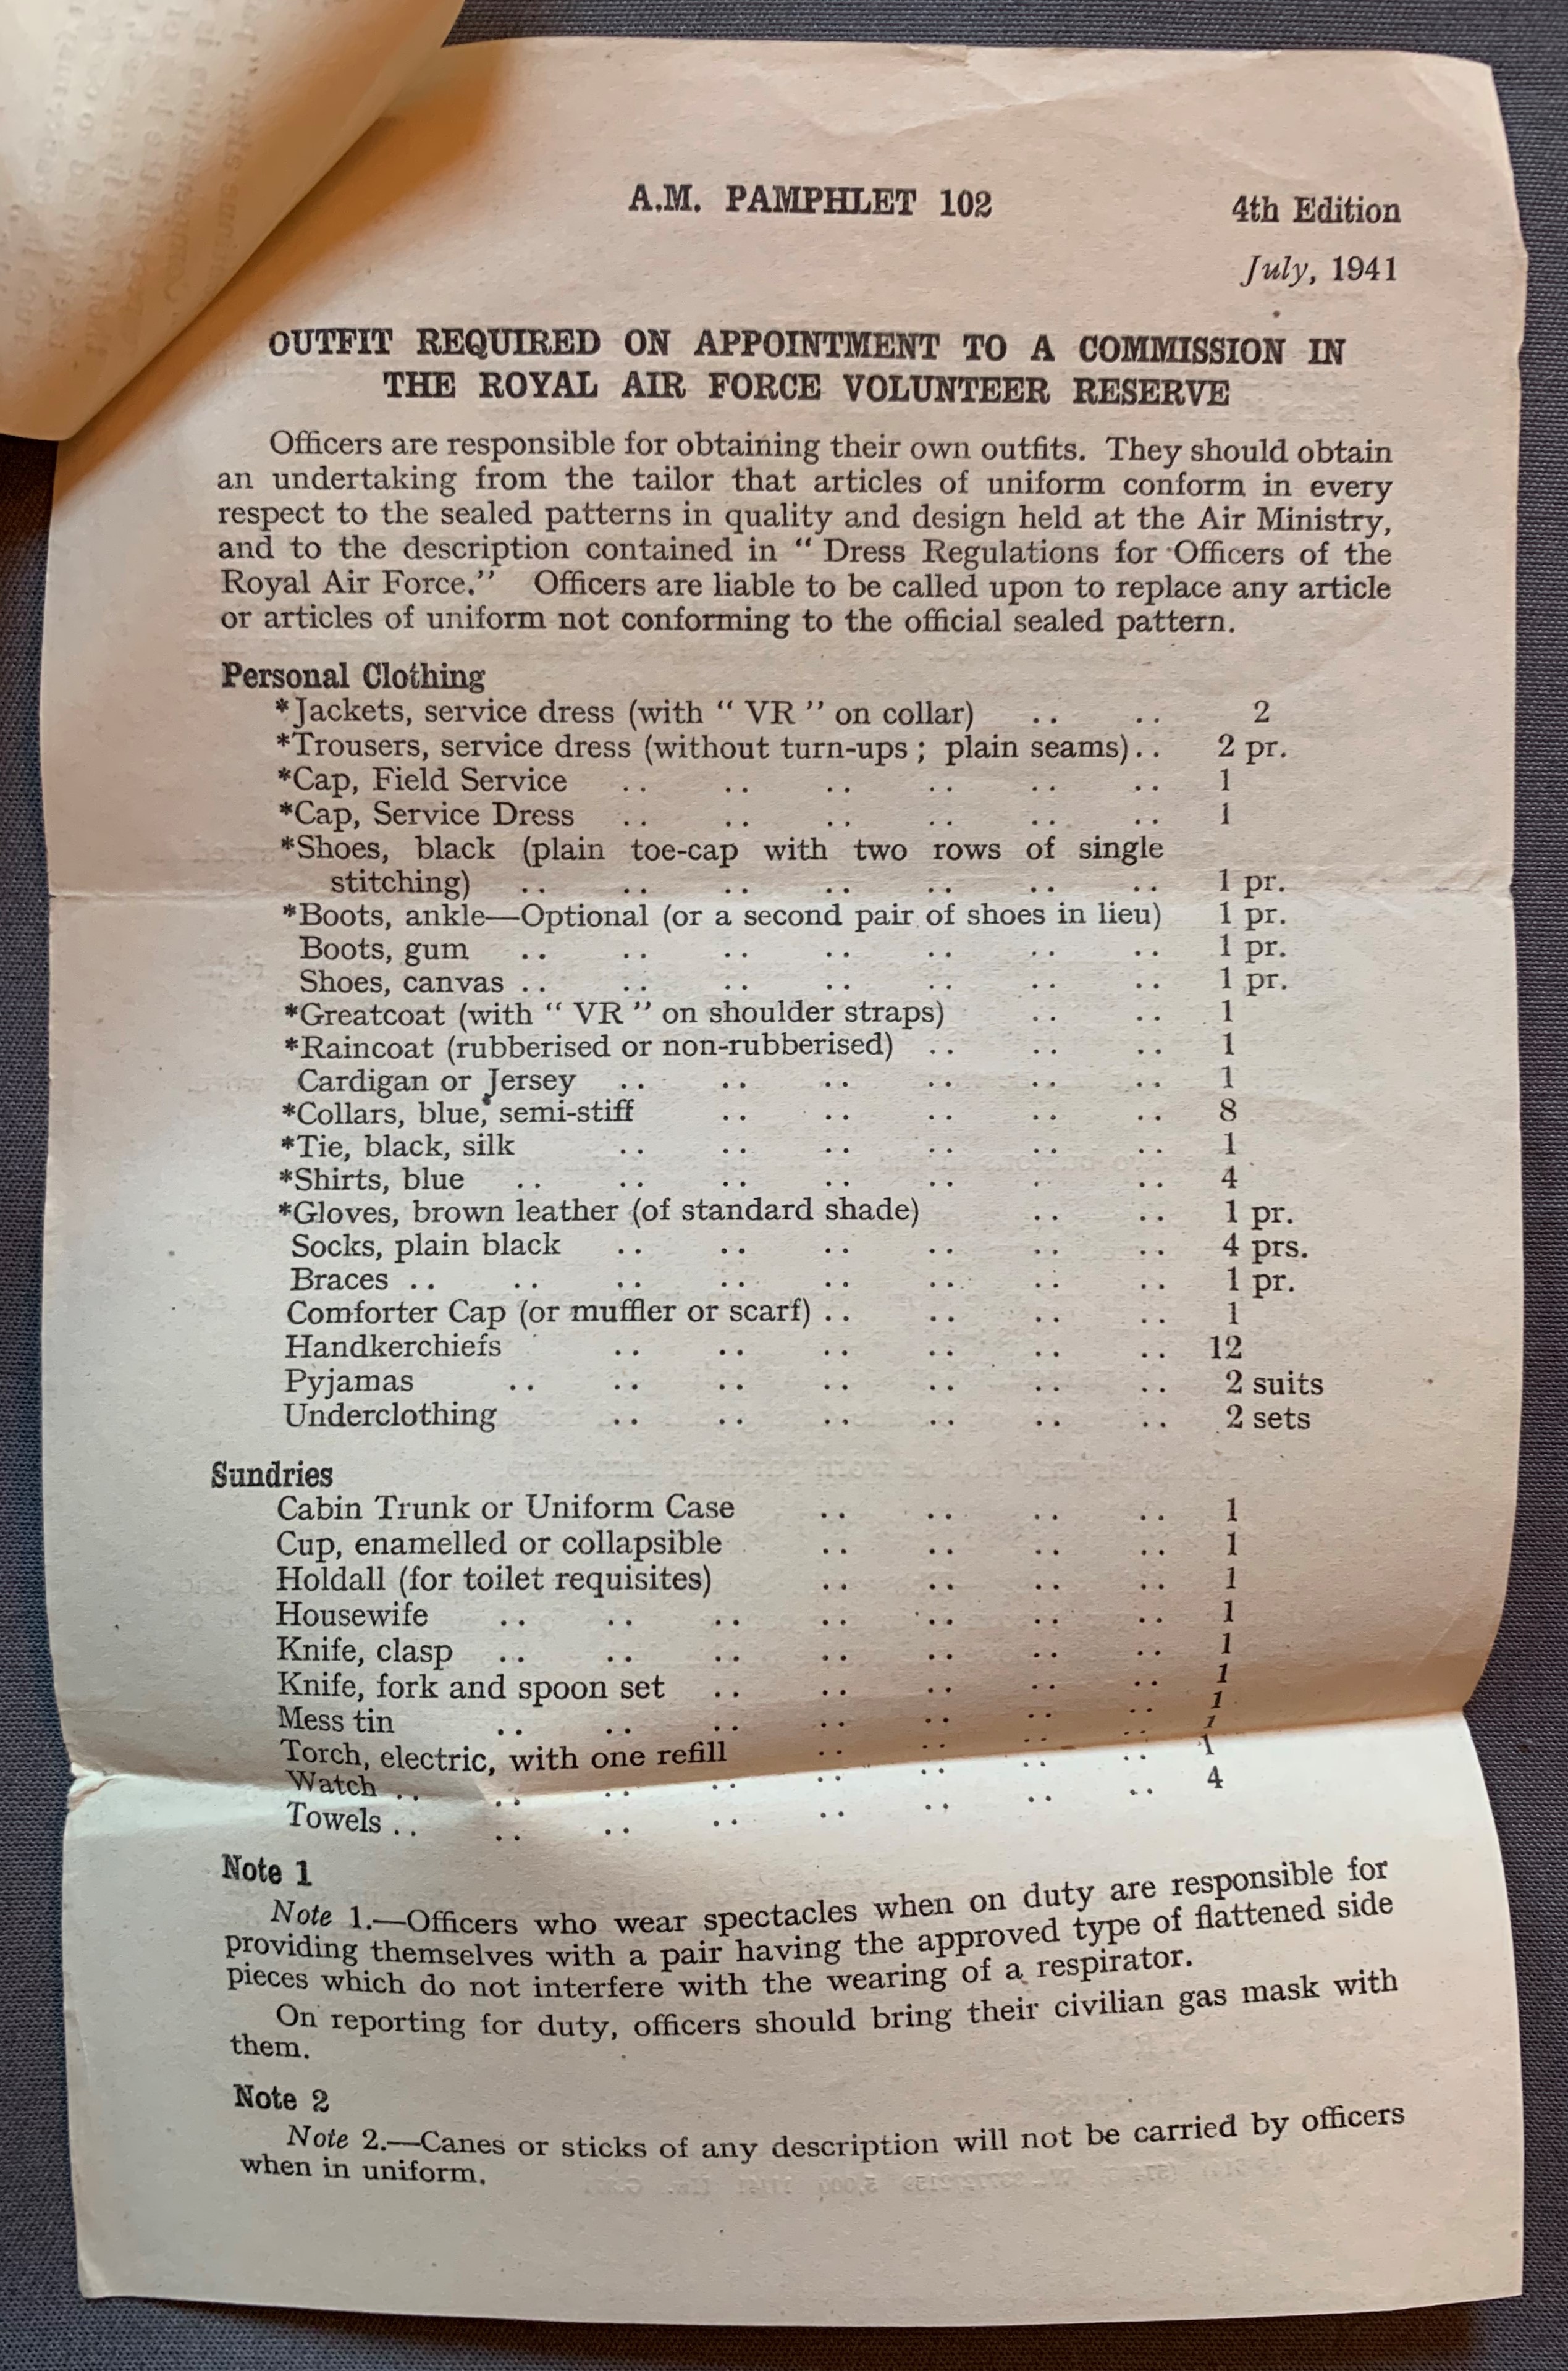 A.M. PAMPHLET 102
4th Edition
July, 1941
OUTFIT REQUIRED ON APPOINTMENT TO A COMMISSION IN
THE ROYAL AIR FORCE VOLUNTEER RESERVE
Officers are responsible for obtaining their own outfits. They should obtain
an undertaking from the tailor that articles of uniform conform in every
respect to the sealed patterns in quality and design held at the Air Ministry,
and to the description contained in “ Dress Regulations for Officers of the
Royal Air Force.” Officers are liable to be called upon to replace any article
or articles of uniform not conforming to the official sealed pattern.
Personal Clothing
*Jackets, service dress (with “ VR ” on collar) .. .. 2
*Trousers, service dress (without turn-ups ; plain seams) .. 2 pr.
*Cap, Field Service .. .. .. .. .. .. 1
*Cap, Service Dress .. .. .. .. .. .. 1
*Shoes, black (plain toe-cap with two rows of single
stitching) .. .. .. .. .. .. .. 1 pr.
*Boots, ankle—Optional (or a second pair of shoes in lieu) 1 pr.
Boots, gum .. .. .. .. .. .. .. 1 pr.
Shoes, canvas .. .. .. .. .. .. .. 1 pr.
*Greatcoat (with “ VR ” on shoulder straps) .. .. 1
*Raincoat (rubberised or non-rubberised) .. .. .. 1
Cardigan or Jersey .. .. .. .. .. .. 1
*Collars, blue, semi-stiff .. .. .. .. .. 8
*Tie, black, silk .. .. .. .. .. .. 1
*Shirts, blue .. .. .. .. .. .. .. 4
*Gloves, brown leather (of standard shade) .. .. 1 pr.
Socks, plain black .. .. .. .. .. .. 4 prs.
Braces .. .. .. .. .. .. .. .. 1 pr.
Comforter Cap (or muffler or scarf) .. .. .. .. 1
Handkerchiefs .. .. .. .. .. .. 12
Pyjamas .. .. .. .. .. .. .. 2 suits
Underclothing .. .. .. .. .. .. 2 sets
Sundries
Cabin Trunk or Uniform Case .. .. .. .. 1
Cup, enamelled or collapsible .. .. .. .. 1
Holdall (for toilet requisites) .. .. .. .. 1
Housewife .. .. .. .. .. .. .. 1
Knife, clasp .. .. .. .. .. .. .. 1
Knife, fork and spoon set .. .. .. .. .. 1
Mess tin .. .. .. .. .. .. .. 1
Torch, electric, with one refill .. .. .. .. 1
Watch .. .. .. .. .. .. .. .. 1
Towels .. .. .. .. .. .. .. .. 4
Note 1
Note 1.—Officers who wear spectacles when on duty are responsible for
providing themselves with a pair having the approved type of flattened side
pieces which do not interfere with the wearing of a respirator.
On reporting for duty, officers should bring their civilian gas mask with
them.
Note 2
Note 2.—Canes or sticks of any description will not be carried by officers
when in uniform.